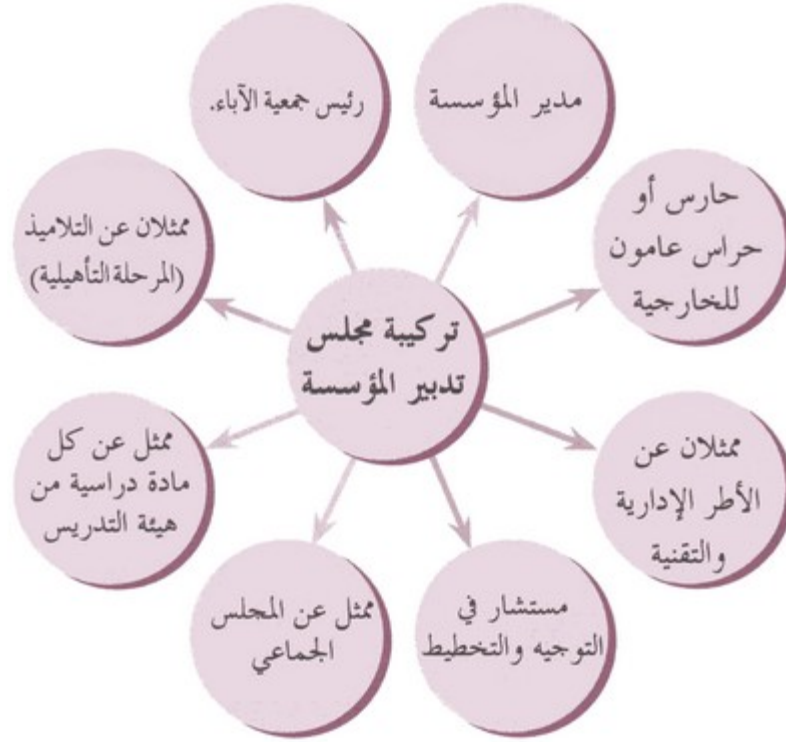 رئيس جمعية الآباء.
مدير المؤسسة
حارس أو
حراس عامون
للخارجية
ممثلان عن التلاميذ
(المرحلة التأهيلية)
تركيبة مجلس
تدبير المؤسسة
ممثل عن كل
مادة دراسية من
هيئة التدريس
ممثلان عن
الأطر الإدارية
والتقنية
ممثل عن المجلس
الجماعي
مستشار في
التوجيه والتخطيط